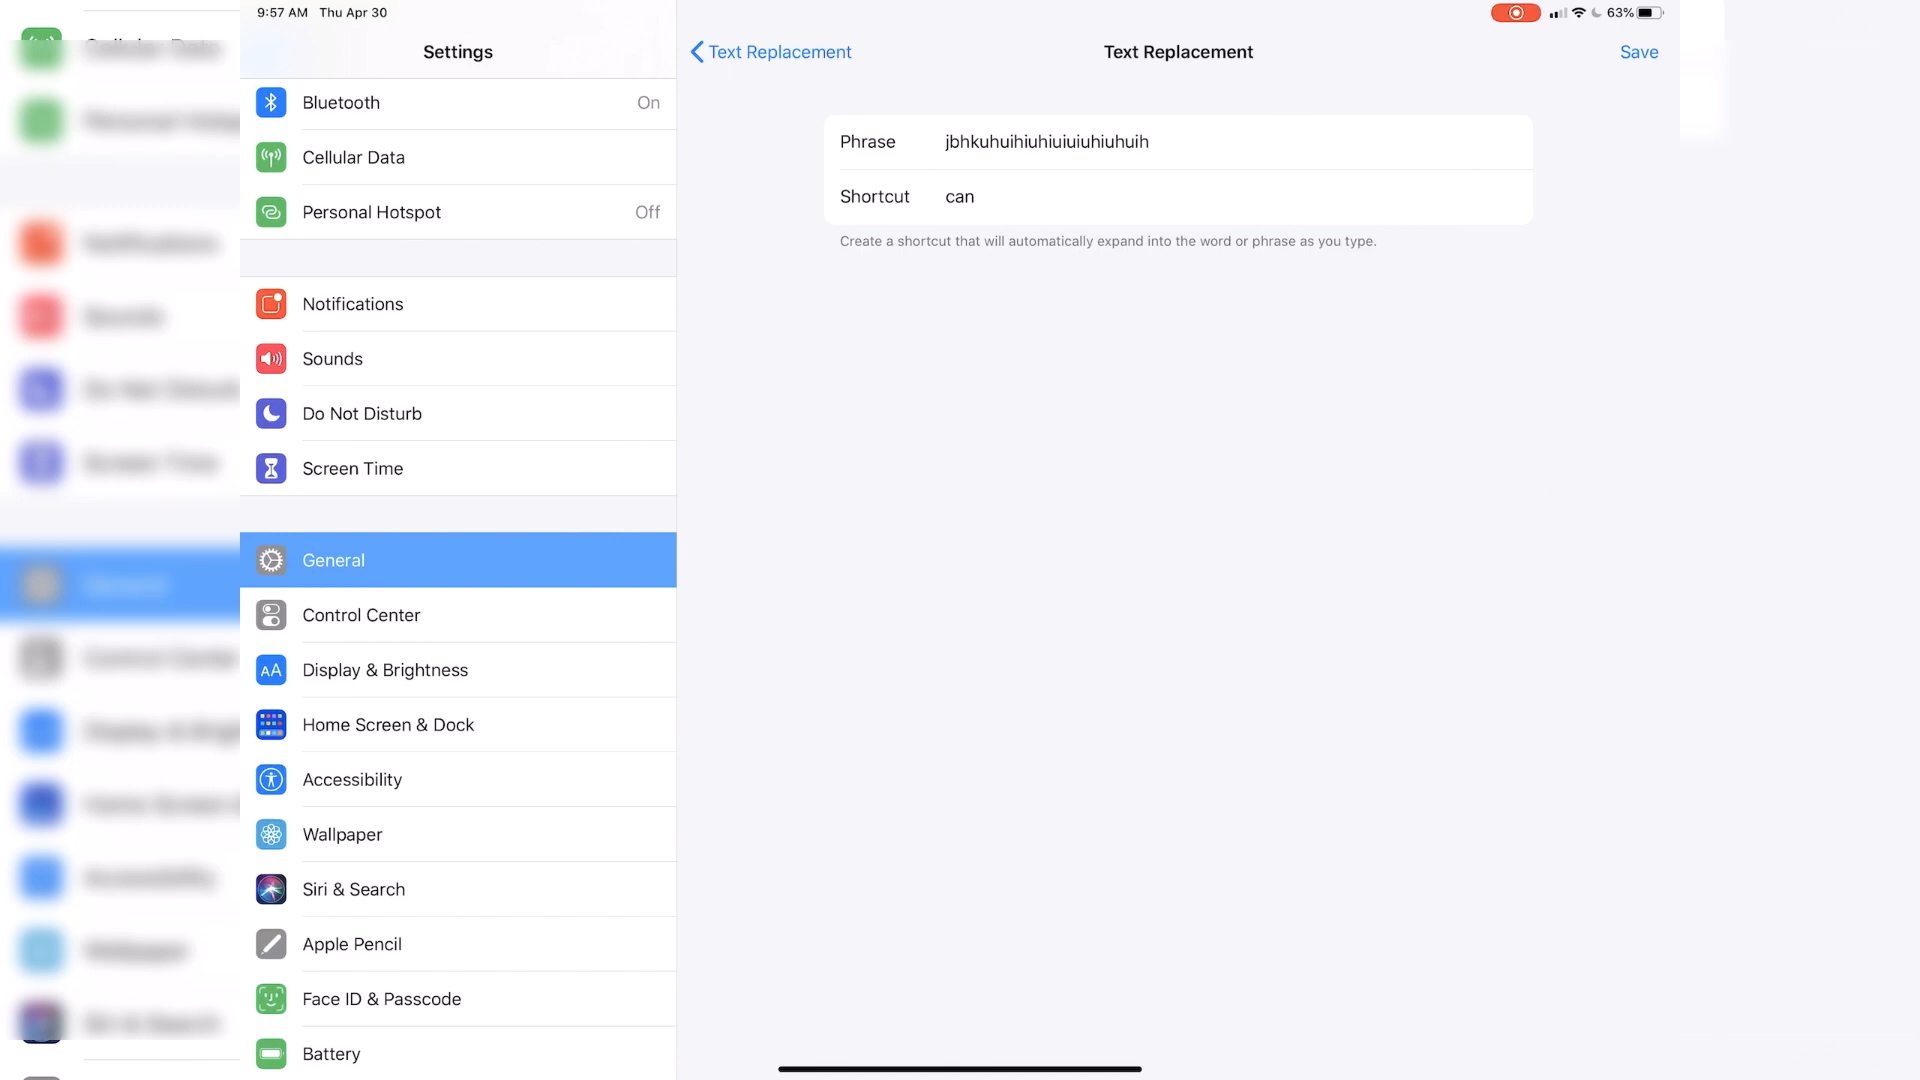 9:57 AM Thu Apr 30
63%
Settings
Bluetooth On
Cellular Data
Personal Hotspot Off
Notifications
Sounds
Do Not Disturb
Screen Time
General
Control Center
AA Display & Brightness
Home Screen & Dock
Accessibility
Wallpaper
Siri & Search
Apple Pencil
Face ID & Passcode
Battery
Text Replacement
Text Replacement
Save
Phrase jbhkuhuihiuhiuiuiuhiuhuih
Shortcut can
Create a shortcut that will automatically expand into the word or phrase as you type.